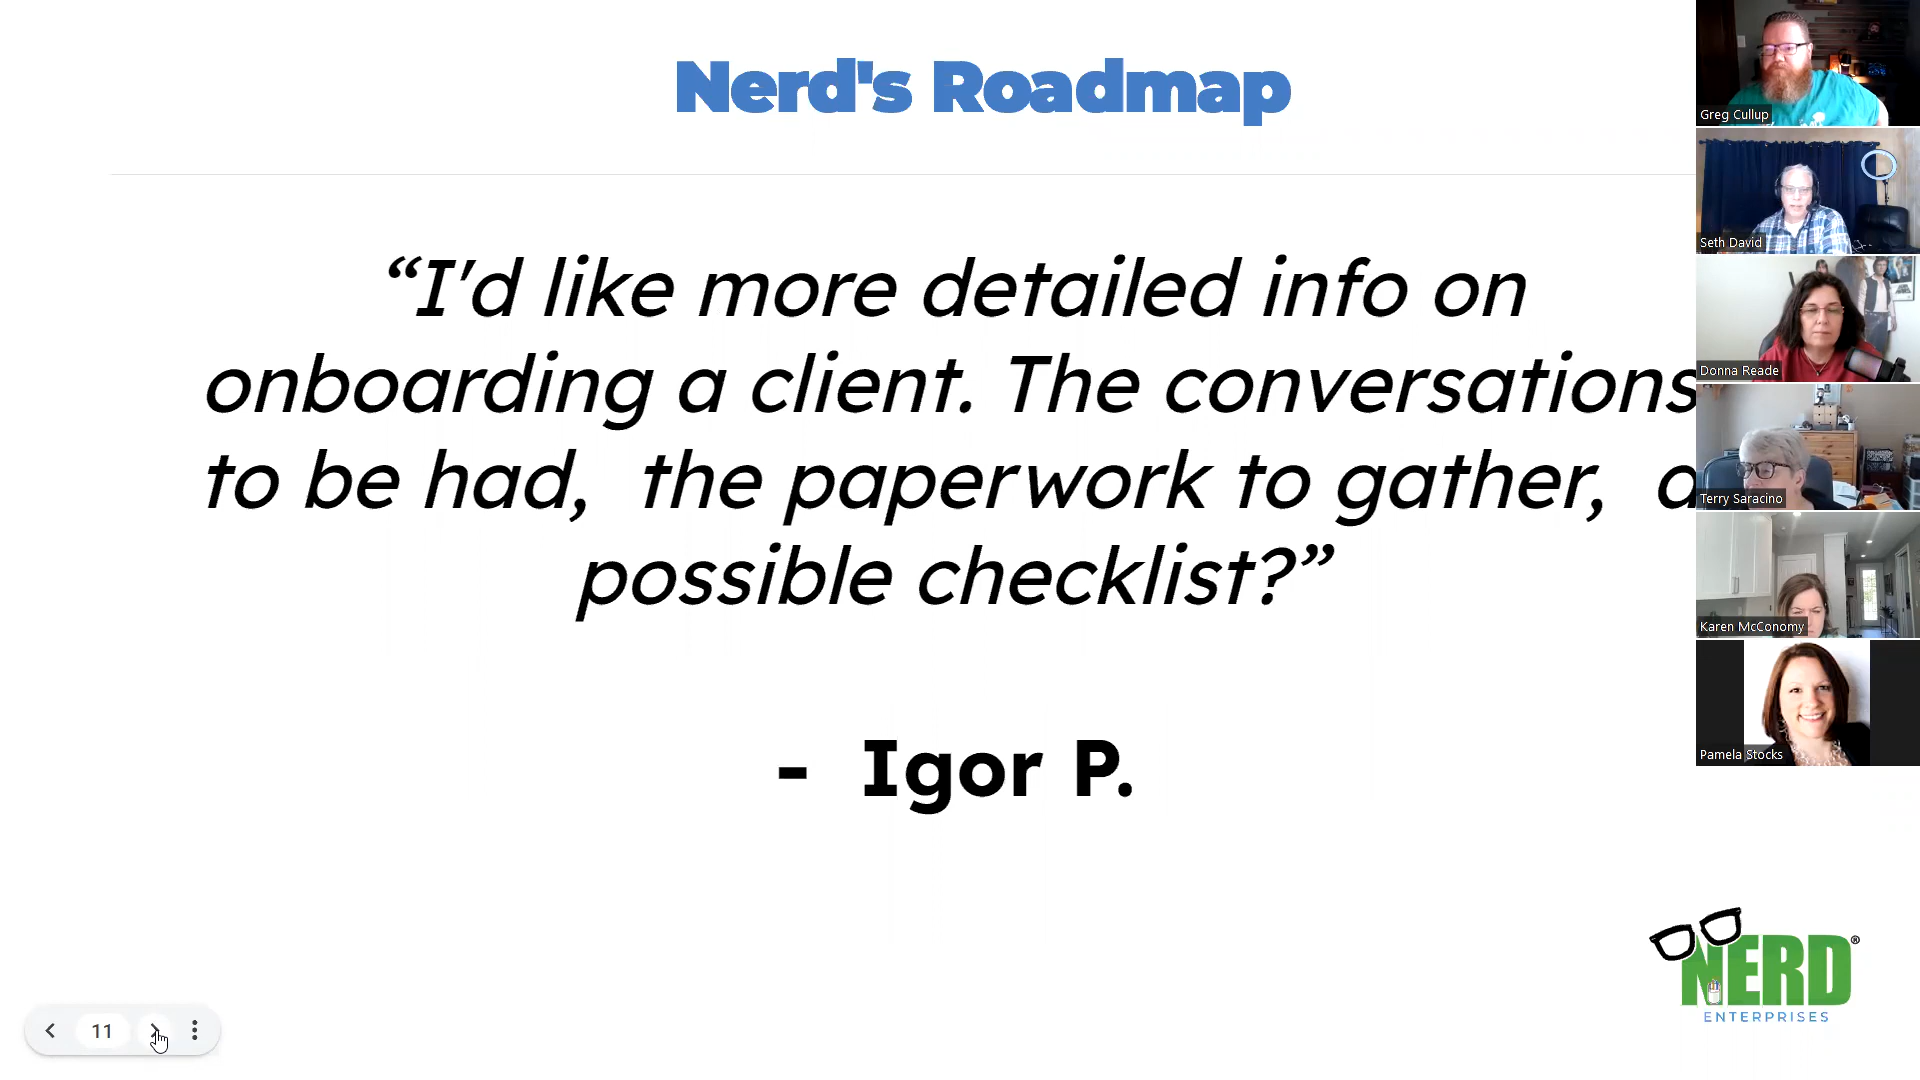 Nerd's Roadmap
“I'd like more detailed info on
onboarding a client. The conversations
to be had,  the paperwork to gather,  a
possible checklist?”
-  Igor P.
Greg Cullup
Seth David
Donna Reade
Terry Saracino
Karen McConomy
Pamela Stocks
NERD®
ENTERPRISES
11